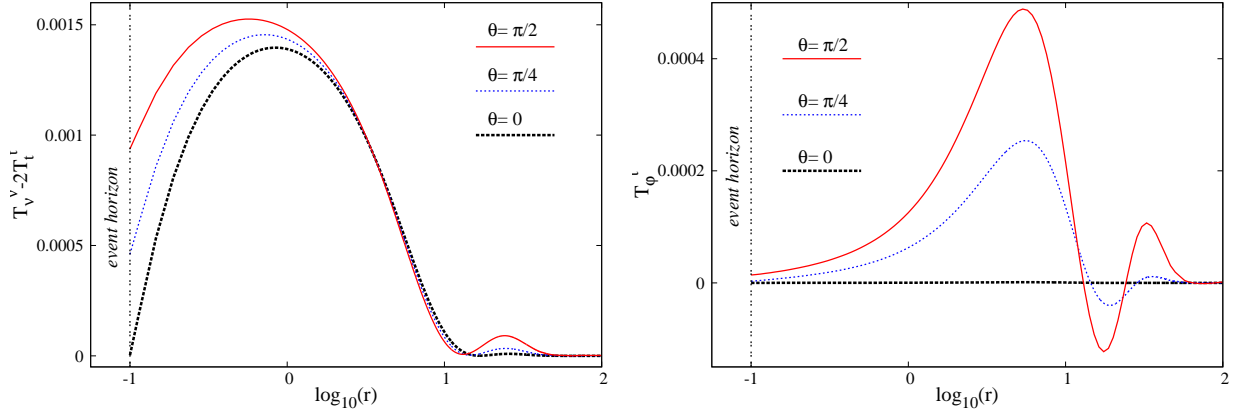 0.0015
0.001
0.0005
0
-1
0
1
2
log10(r)
T_ν^ν-2T_t^t
event horizon
θ= π/2
θ= π/4
θ= 0
0.0004
0.0002
0
-1
0
1
2
log10(r)
T_φ^t
event horizon
θ= π/2
θ= π/4
θ= 0